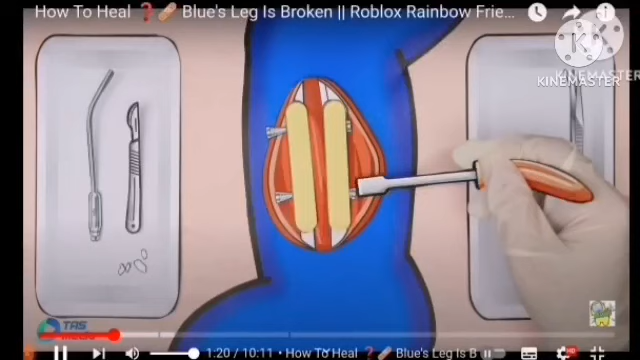 How To Heal ❓🩹 Blue's Leg Is Broken || Roblox Rainbow Frie...
KINEMASTER
KINEMASTER
TAS
1:20 / 10:11 • How To Heal ❓🩹 Blue's Leg Is B